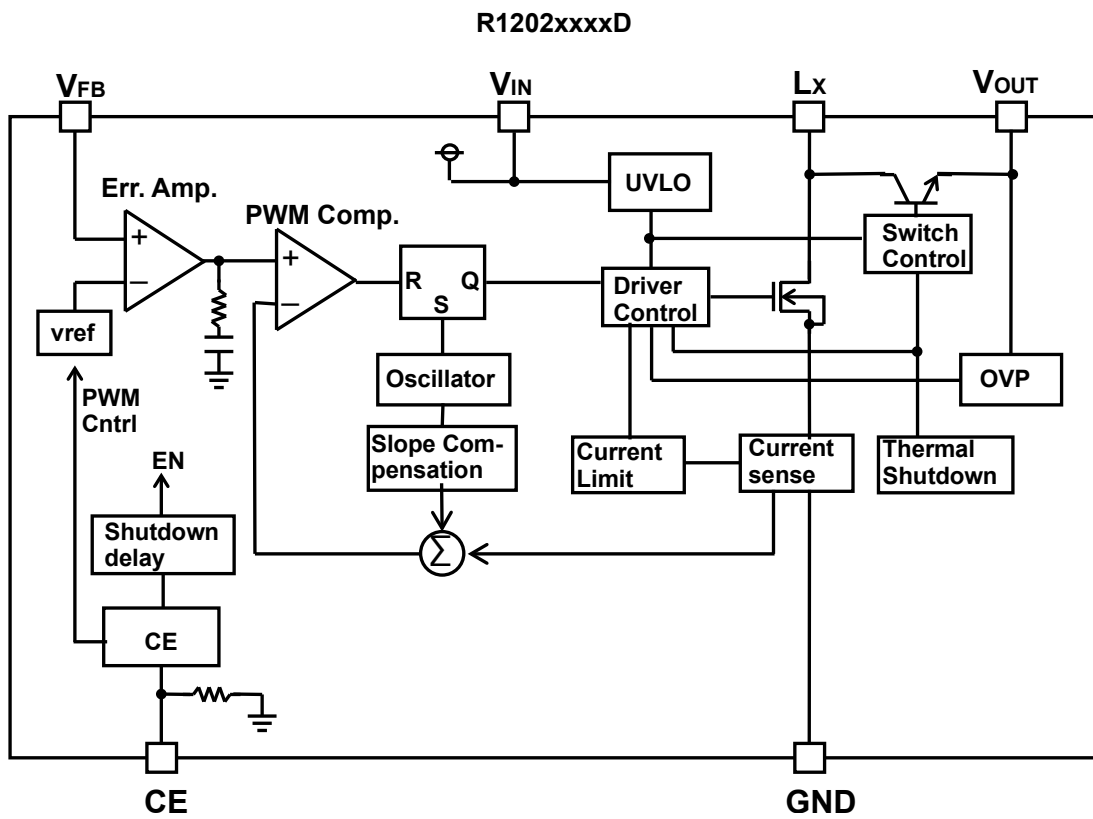 R1202xxxxD
VFB
VIN
LX
VOUT
Err. Amp.
PWM Comp.
UVLO
Switch
Control
+
−
+
−
R
Q
S
Driver
Control
vref
PWM
Cntrl
Oscillator
OVP
Slope Com-
pensation
Current
Limit
Current
sense
Thermal
Shutdown
EN
Shutdown
delay
Σ
CE
CE
GND